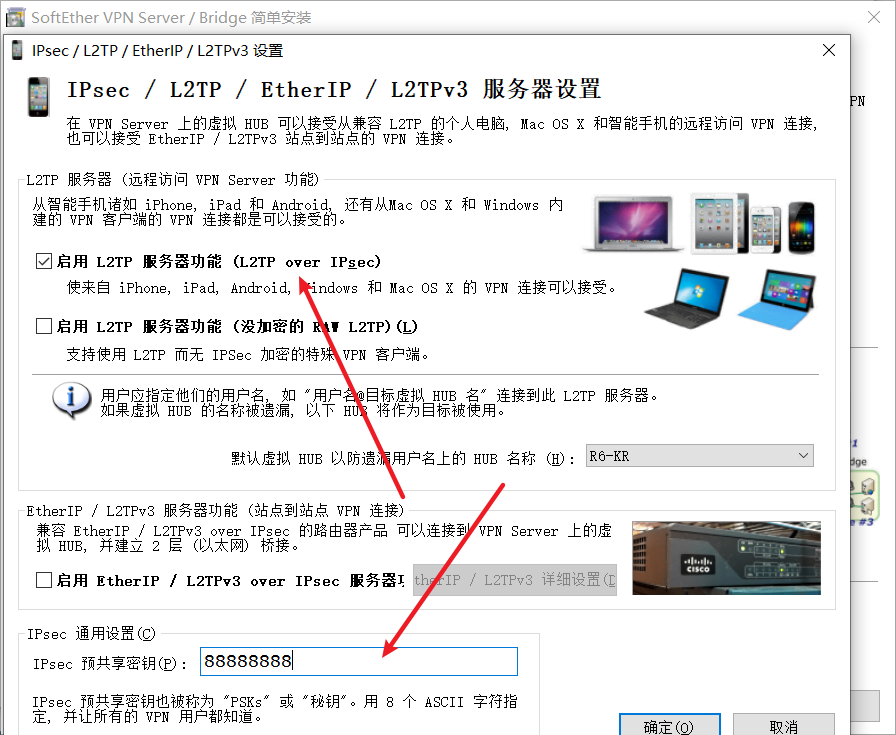 SoftEther VPN Server / Bridge 简单安装
IPsec / L2TP / EtherIP / L2TPv3 设置
IPsec / L2TP / EtherIP / L2TPv3 服务器设置
PN
在 VPN Server 上的虚拟 HUB 可以接受从兼容 L2TP 的个人电脑, Mac OS X 和智能手机的远程访问 VPN 连接,
也可以接受 EtherIP / L2TPv3 站点到站点的 VPN 连接。
L2TP 服务器 (远程访问 VPN Server 功能)
从智能手机诸如 iPhone, iPad 和 Android, 还有从Mac OS X 和 Windows 内
建的 VPN 客户端的 VPN 连接都是可以接受的。
启用 L2TP 服务器功能 (L2TP over IPsec)
使来自 iPhone, iPad, Android, Windows 和 Mac OS X 的 VPN 连接可以接受。
启用 L2TP 服务器功能 (没加密的 RAW L2TP)(L)
支持使用 L2TP 而无 IPSec 加密的特殊 VPN 客户端。
用户应指定他们的用户名, 如 "用户名@目标虚拟 HUB 名" 连接到此 L2TP 服务器。
如果虚拟 HUB 的名称被遗漏, 以下 HUB 将作为目标被使用。
默认虚拟 HUB 以防遗漏用户名上的 HUB 名称 (H):
R6-KR
dge
e #3
EtherIP / L2TPv3 服务器功能 (站点到站点 VPN 连接)
兼容 EtherIP / L2TPv3 over IPsec 的路由器产品 可以连接到 VPN Server 上的虚
拟 HUB, 并建立 2 层 (以太网) 桥接。
CISCO
启用 EtherIP / L2TPv3 over IPsec 服务器
therIP / L2TPv3 详细设置(D
IPsec 通用设置(C)
IPsec 预共享密钥(P):
88888888
IPsec 预共享密钥也被称为 "PSKs" 或 "秘钥"。用 8 个 ASCII 字符指
定, 并让所有的 VPN 用户都知道。
确定(O)
取消